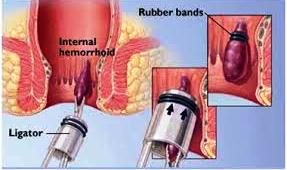 Rubber bands
Internal
hemorrhoid
Ligator